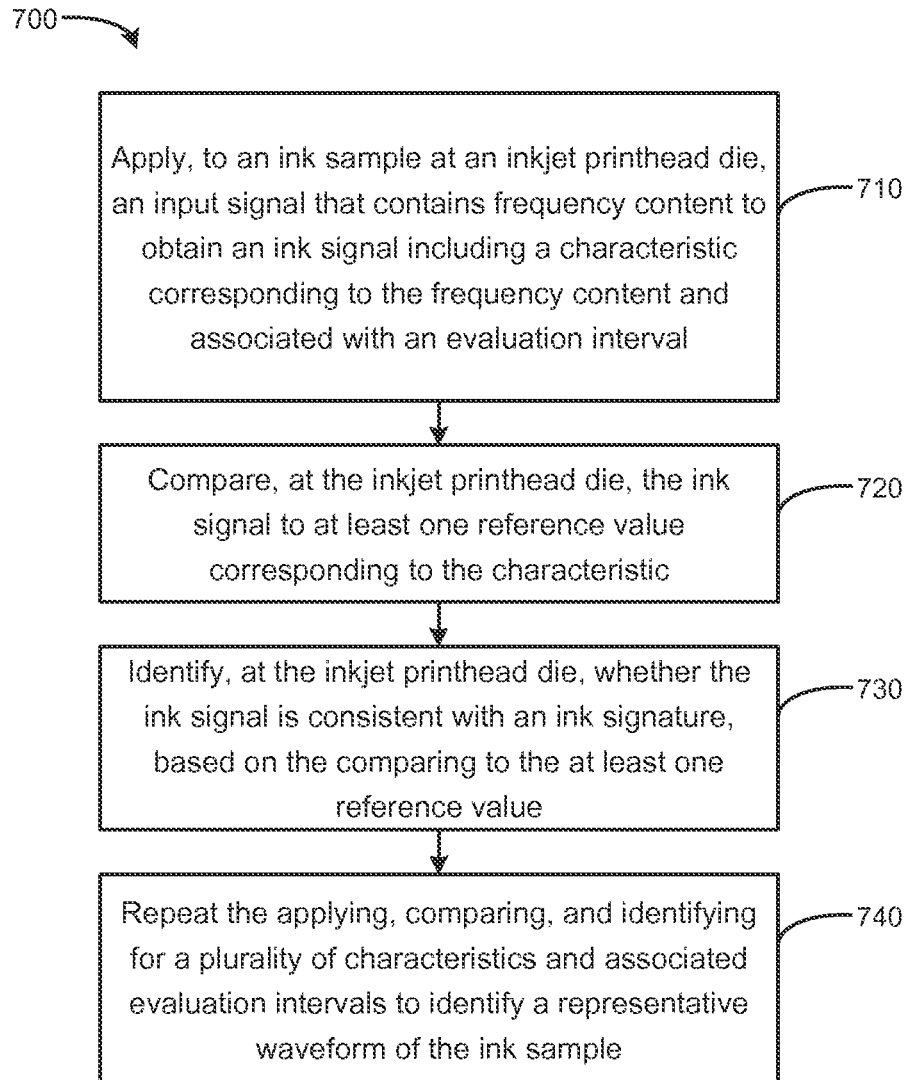 700
Apply, to an ink sample at an inkjet printhead die,
an input signal that contains frequency content to
obtain an ink signal including a characteristic
corresponding to the frequency content and
associated with an evaluation interval
710
Compare, at the inkjet printhead die, the ink
signal to at least one reference value
corresponding to the characteristic
720
Identify, at the inkjet printhead die, whether the
ink signal is consistent with an ink signature,
based on the comparing to the at least one
reference value
730
Repeat the applying, comparing, and identifying
for a plurality of characteristics and associated
evaluation intervals to identify a representative
waveform of the ink sample
740